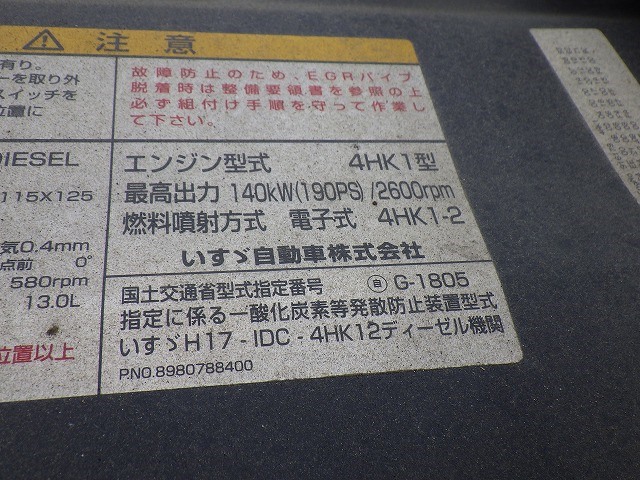 ⚠ 注意
有り。
ーを取り外
スイッチを
位置に
故障防止のため、EGRパイプ
脱着時は整備要領書を参照の上
必ず組付け手順を守って作業し
て下さい。
DIESEL
115X125
気0.4mm
点前 0°
580rpm
13.0L
位置以上
エンジン型式 4HK1型
最高出力 140kW(190PS)/2600rpm
燃料噴射方式 電子式 4HK1-2
いすゞ自動車株式会社
国土交通省型式指定番号 自 G-1805
指定に係る一酸化炭素等発散防止装置型式
いすゞH17-IDC-4HK12ディーゼル機関
P.NO.8980788400